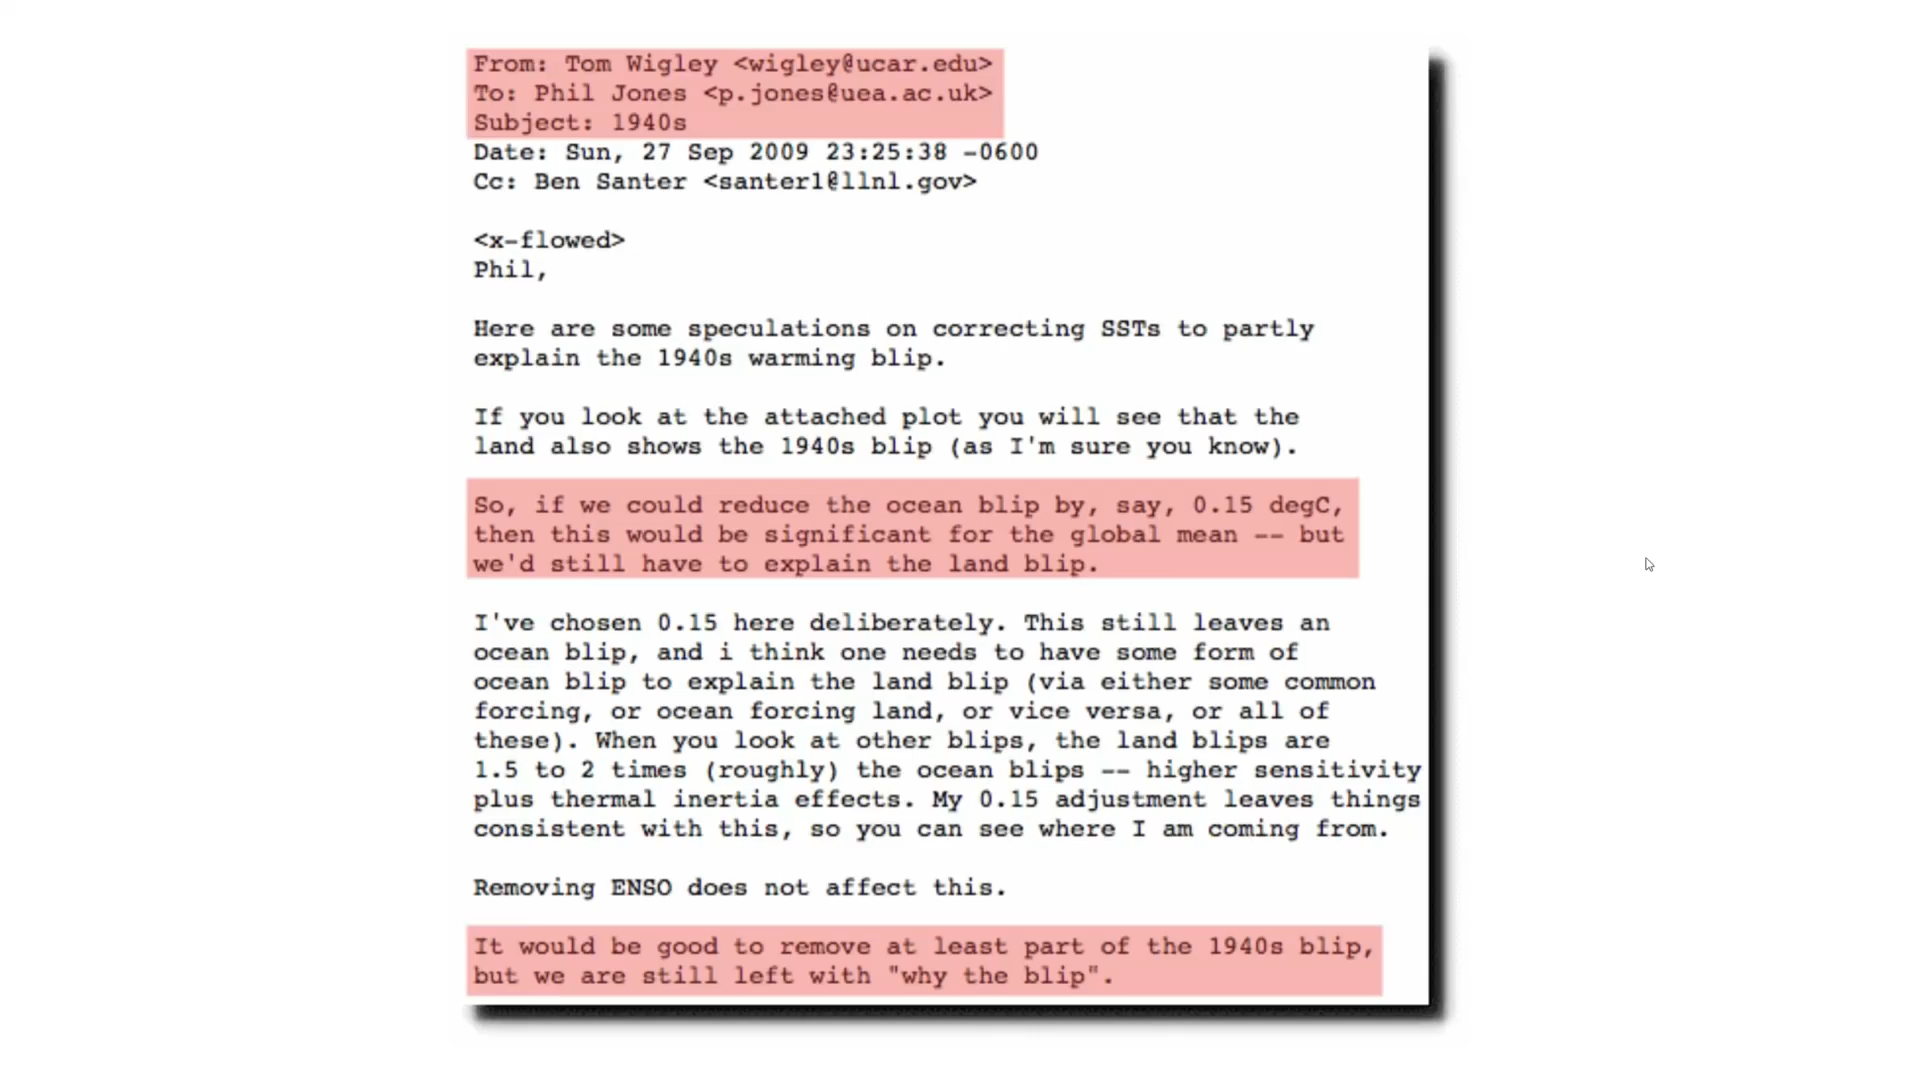 From: Tom Wigley <wigley@ucar.edu>
To: Phil Jones <p.jones@uea.ac.uk>
Subject: 1940s
Date: Sun, 27 Sep 2009 23:25:38 -0600
Cc: Ben Santer <santer1@llnl.gov>
<x-flowed>
Phil,
Here are some speculations on correcting SSTs to partly
explain the 1940s warming blip.
If you look at the attached plot you will see that the
land also shows the 1940s blip (as I'm sure you know).
So, if we could reduce the ocean blip by, say, 0.15 degC,
then this would be significant for the global mean -- but
we'd still have to explain the land blip.
I've chosen 0.15 here deliberately. This still leaves an
ocean blip, and i think one needs to have some form of
ocean blip to explain the land blip (via either some common
forcing, or ocean forcing land, or vice versa, or all of
these). When you look at other blips, the land blips are
1.5 to 2 times (roughly) the ocean blips -- higher sensitivity
plus thermal inertia effects. My 0.15 adjustment leaves things
consistent with this, so you can see where I am coming from.
Removing ENSO does not affect this.
It would be good to remove at least part of the 1940s blip,
but we are still left with "why the blip".